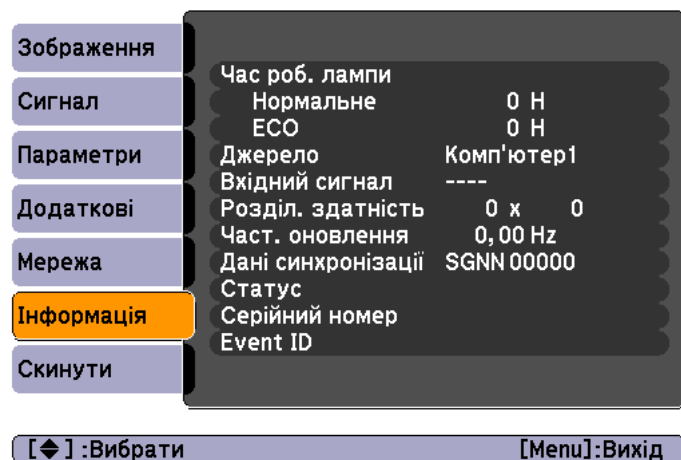 Зображення
Сигнал
Параметри
Додаткові
Мережа
Інформація
Скинути
Час роб. лампи
Нормальне 0 H
ECO 0 H
Джерело Комп'ютер1
Вхідний сигнал ----
Розділ. здатність 0 x 0
Част. оновлення 0,00 Hz
Дані синхронізації SGNN 00000
Статус
Серійний номер
Event ID
[◆] :Вибрати [Menu]:Вихід